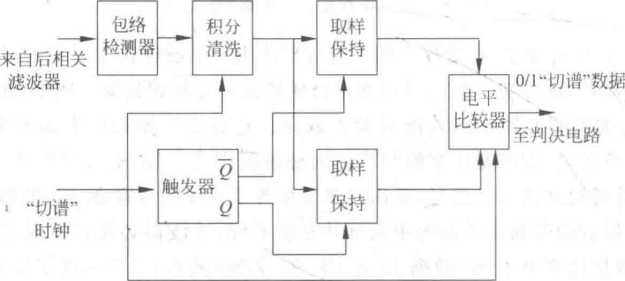 来自后相关
滤波器
包络
检测器
积分
清洗
取样
保持
电平
比较器
0/1“切谱”数据
至判决电路
“切谱”
时钟
触发器
Q̅
Q
取样
保持